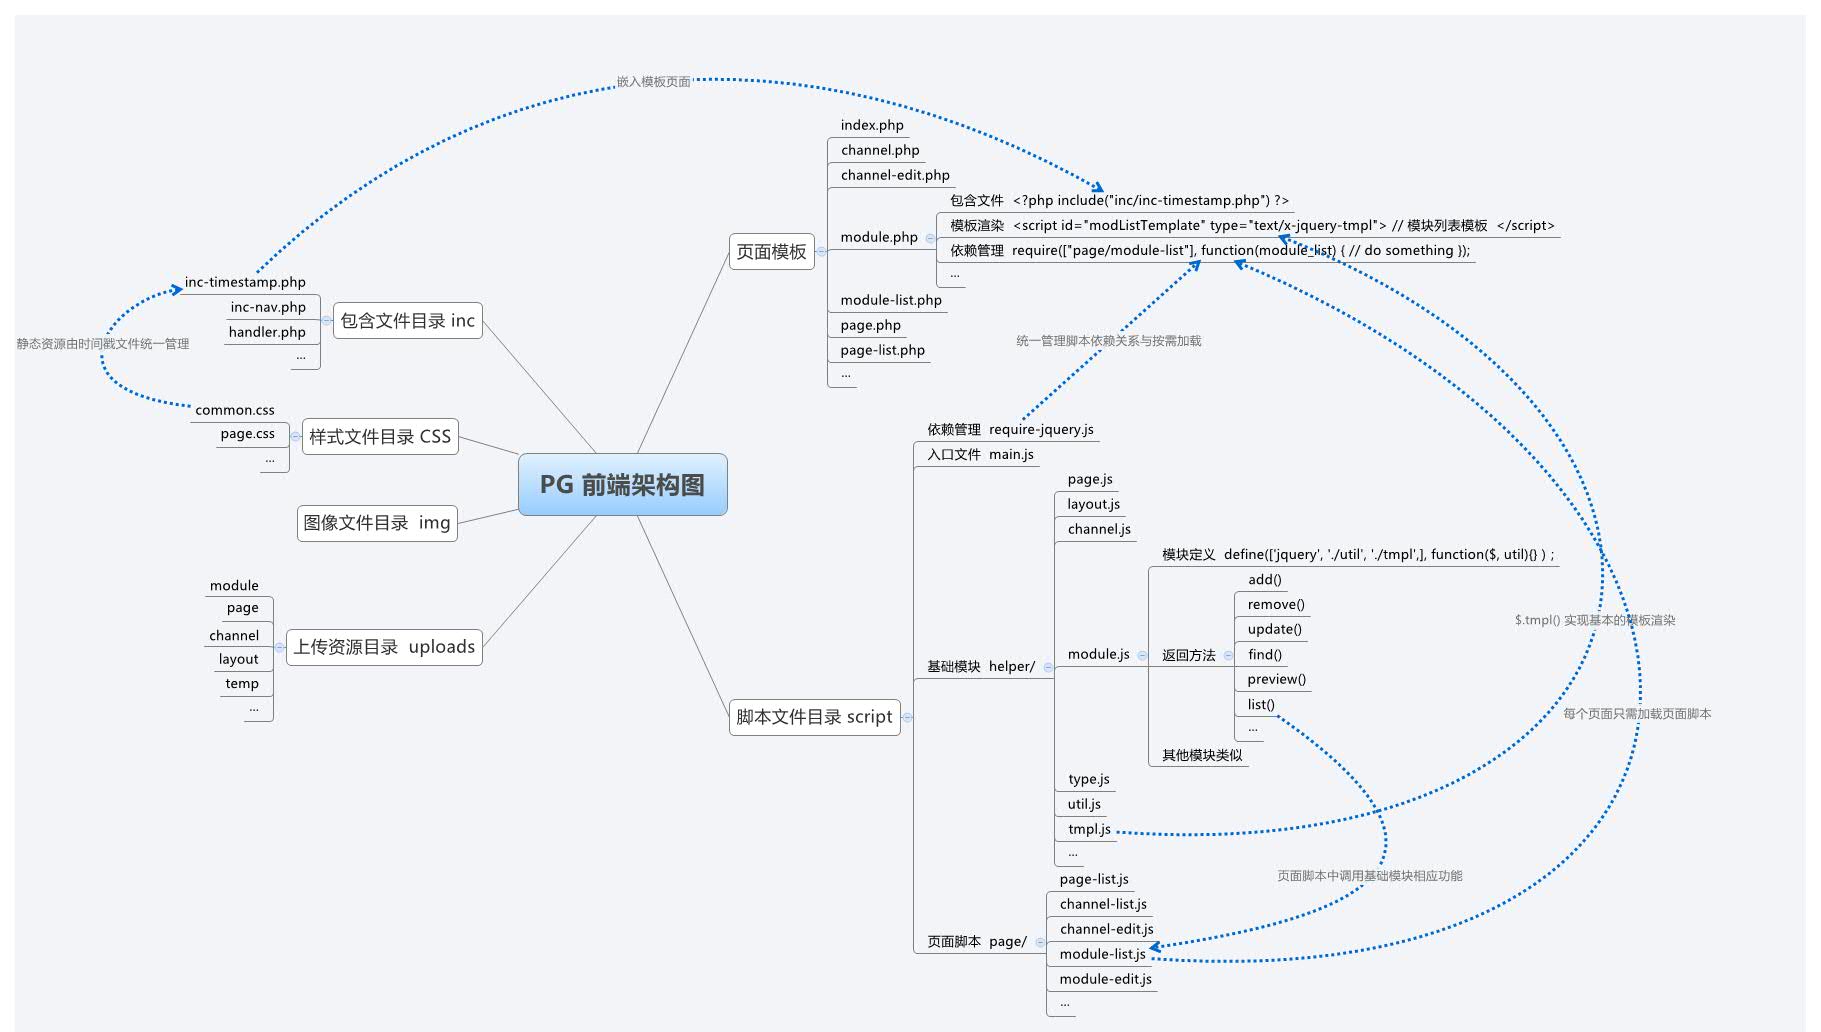 嵌入模板页面
index.php
channel.php
channel-edit.php
包含文件 <?php include("inc/inc-timestamp.php") ?>
模板渲染 <script id="modListTemplate" type="text/x-jquery-tmpl"> // 模块列表模板 </script>
module.php
页面模板
依赖管理 require(["page/module-list"], function(module_list) { // do something });
...
module-list.php
page.php
page-list.php
...
inc-timestamp.php
inc-nav.php
handler.php
...
包含文件目录 inc
静态资源由时间戳文件统一管理
统一管理脚本依赖关系与按需加载
common.css
page.css
...
样式文件目录 CSS
PG 前端架构图
图像文件目录 img
module
page
channel
layout
temp
...
上传资源目录 uploads
脚本文件目录 script
依赖管理 require-jquery.js
入口文件 main.js
基础模块 helper/
page.js
layout.js
channel.js
module.js
模块定义 define(['jquery', './util', './tmpl',], function($, util){} ) ;
返回方法
add()
remove()
update()
find()
preview()
list()
...
其他模块类似
type.js
util.js
tmpl.js
...
$.tmpl() 实现基本的模板渲染
每个页面只需加载页面脚本
页面脚本中调用基础模块相应功能
页面脚本 page/
page-list.js
channel-list.js
channel-edit.js
module-list.js
module-edit.js
...